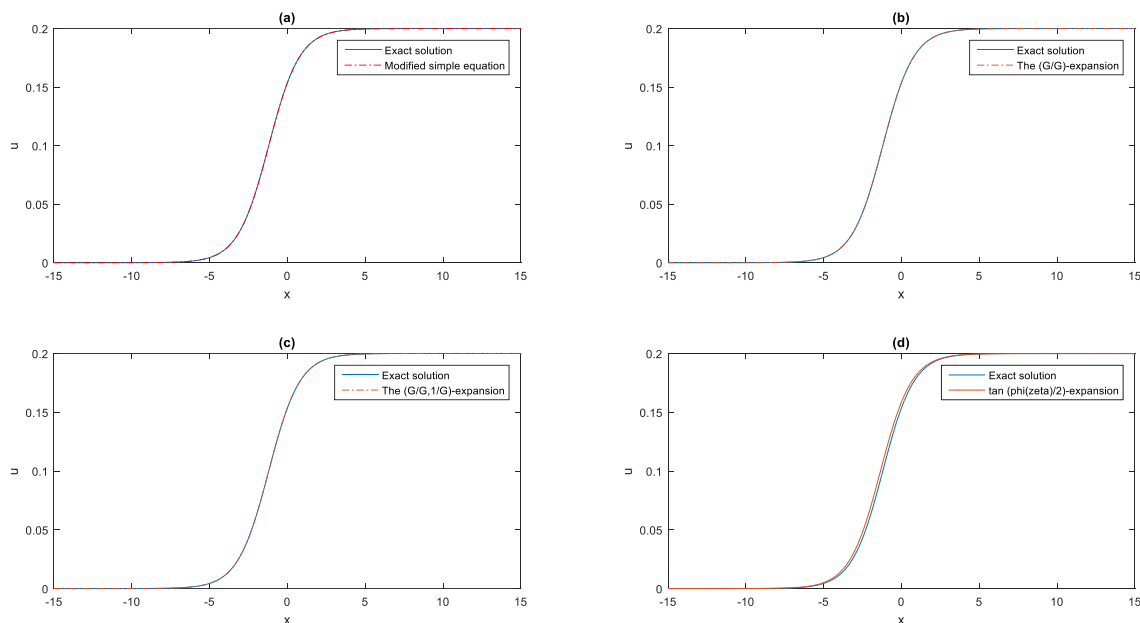 (a)
0.2
0.15
0.1
0.05
0
u
Exact solution
Modified simple equation
-15 -10 -5 0 5 10 15
x
(b)
0.2
0.15
0.1
0.05
0
u
Exact solution
The (G/G)-expansion
-15 -10 -5 0 5 10 15
x
(c)
0.2
0.15
0.1
0.05
0
u
Exact solution
The (G/G,1/G)-expansion
-15 -10 -5 0 5 10 15
x
(d)
0.2
0.15
0.1
0.05
0
u
Exact solution
tan (phi(zeta)/2)-expansion
-15 -10 -5 0 5 10 15
x